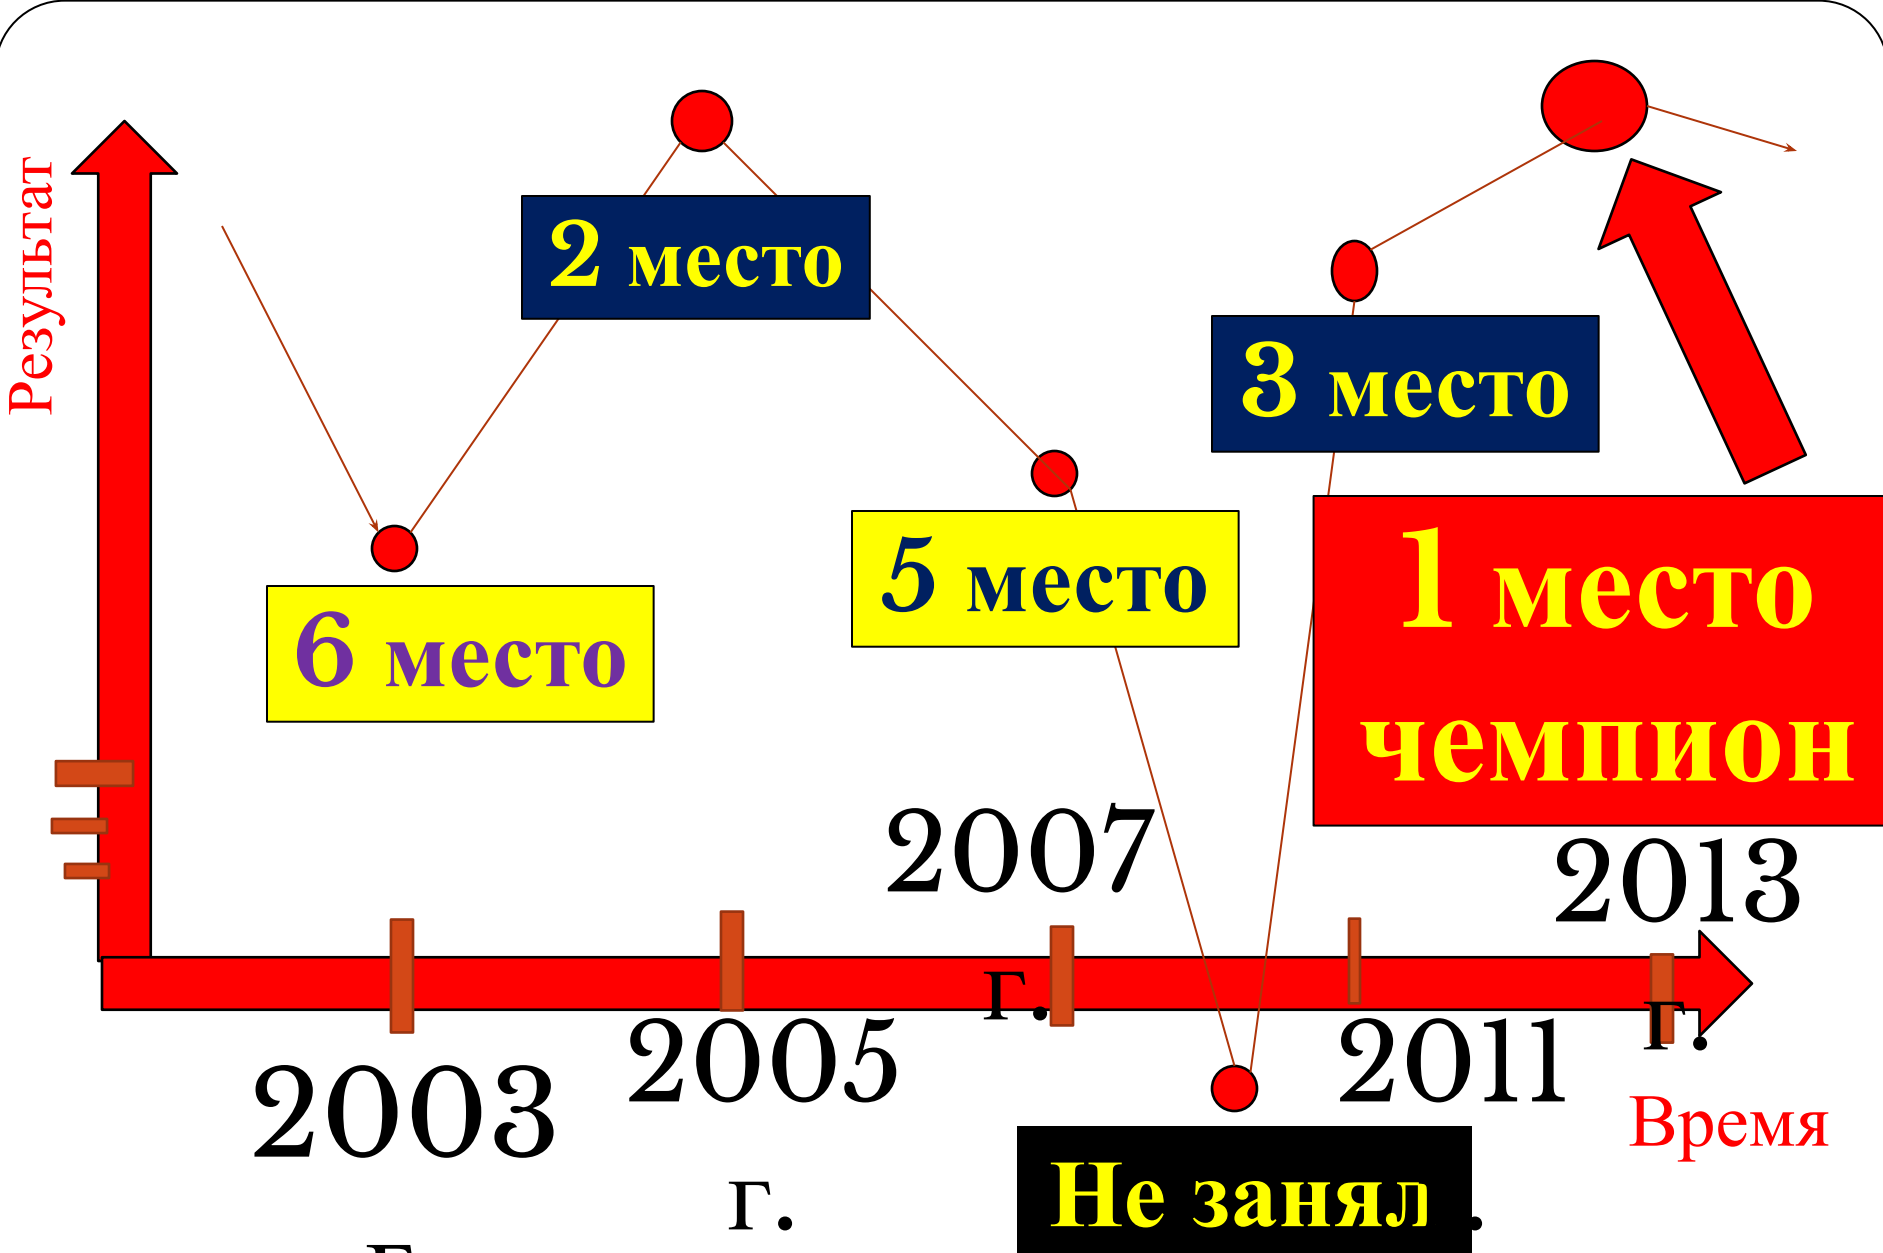 Результат
2 место
3 место
5 место
6 место
1 место
чемпион
2007
г.
2013
г.
2003
2005
г.
2011
Время
Не занял